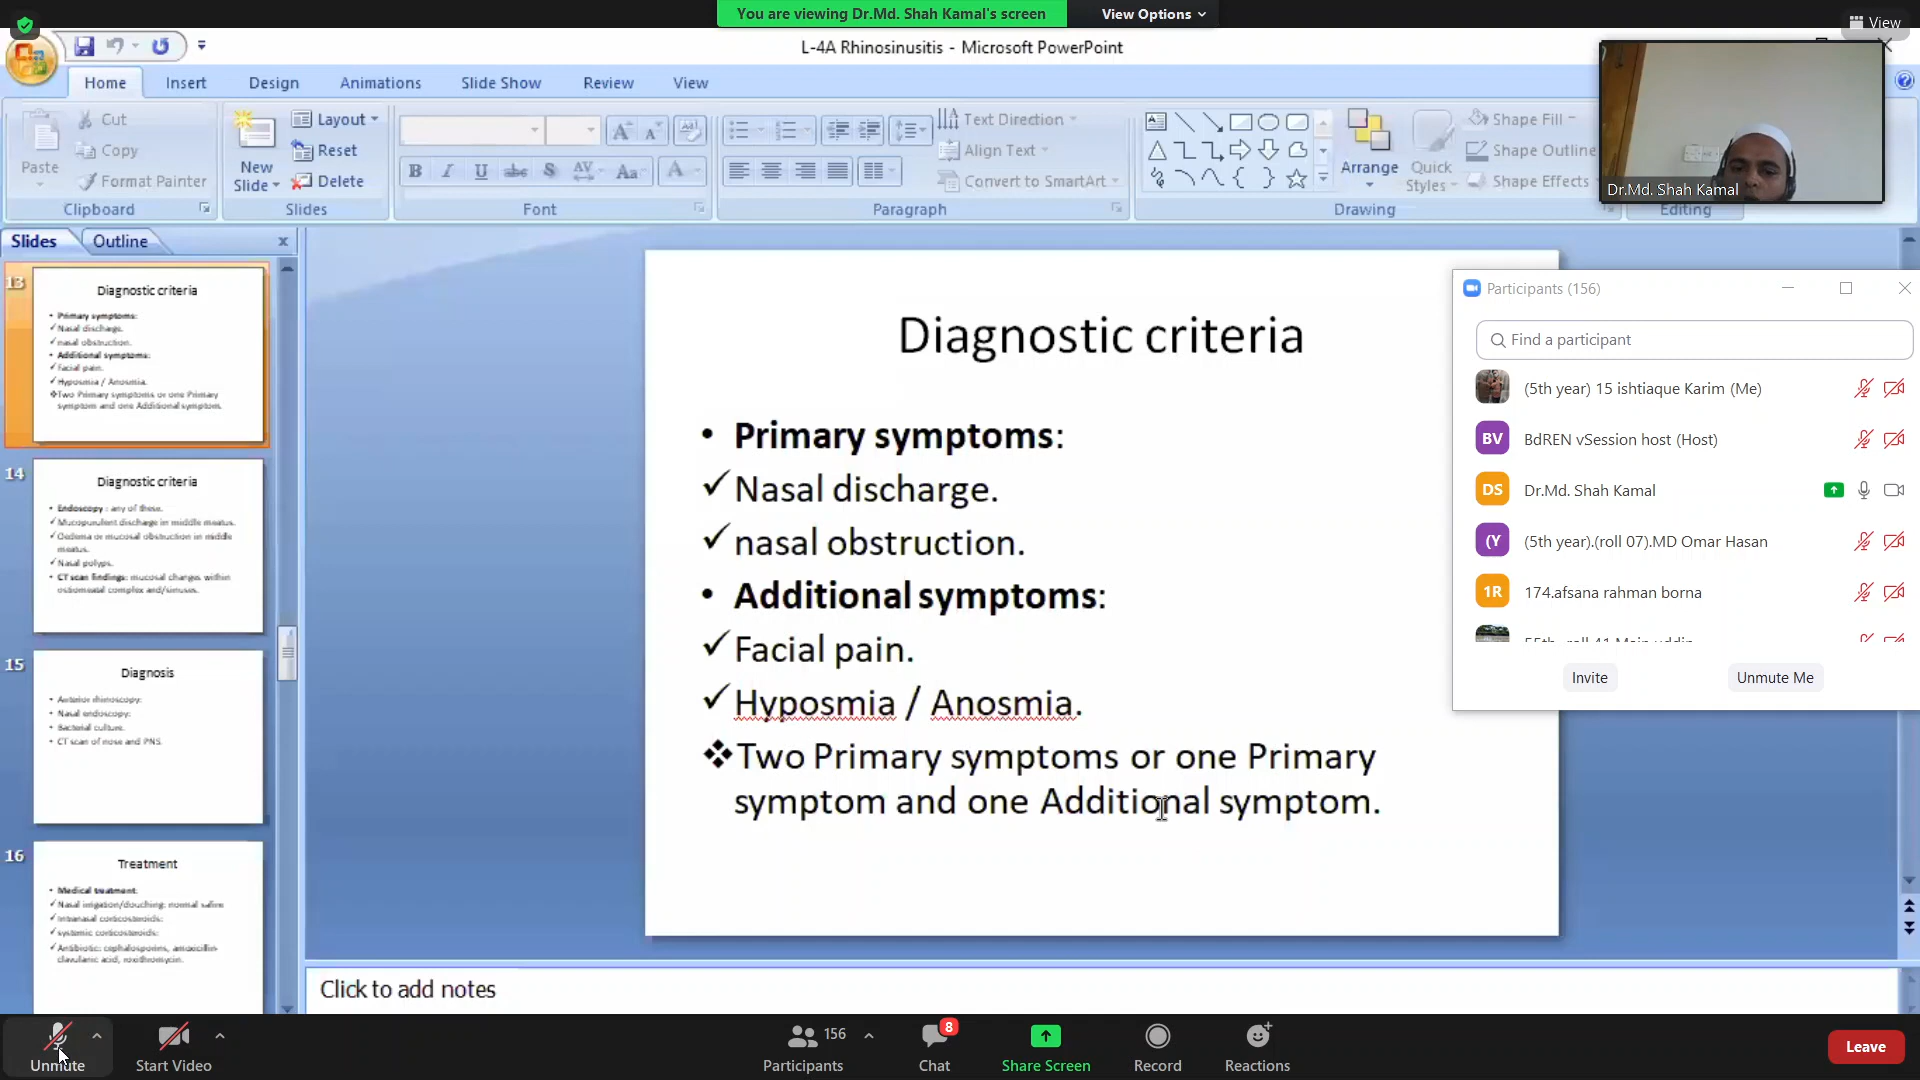 You are viewing Dr.Md. Shah Kamal's screen
View Options
View
L-4A Rhinosinusitis - Microsoft PowerPoint
Home Insert Design Animations Slide Show Review View
Paste
Cut
Copy
Format Painter
Clipboard
New Slide
Layout
Reset
Delete
Slides
Font
Text Direction
Align Text
Convert to SmartArt
Paragraph
Arrange
Quick Styles
Shape Fill
Shape Outline
Shape Effects
Drawing
Editing
Dr.Md. Shah Kamal
Slides Outline
13
Diagnostic criteria
Primary symptoms:
Nasal discharge.
nasal obstruction.
Additional symptoms:
Facial pain.
Hyposmia / Anosmia.
Two Primary symptoms or one Primary
symptom and one Additional symptom.
14
Diagnostic criteria
Endoscopy : any of these.
Mucopurulent discharge in middle meatus.
Oedema or mucosal obstruction in middle
meatus.
Nasal polyps.
CT scan findings: mucosal changes within
ostiomeatal complex and/sinuses.
15
Diagnosis
Anterior rhinoscopy:
Nasal endoscopy:
Bacterial culture.
CT scan of nose and PNS.
16
Treatment
Medical treatment:
Nasal irrigation/douching: normal saline
Intranasal corticosteroids:
systemic corticosteroids:
Antibiotic: cephalosporins, amoxicillin-
clavulanic acid, roxithromycin.
Diagnostic criteria
• Primary symptoms:
✓Nasal discharge.
✓nasal obstruction.
• Additional symptoms:
✓Facial pain.
✓Hyposmia / Anosmia.
❖Two Primary symptoms or one Primary
symptom and one Additional symptom.
Click to add notes
Participants (156)
Find a participant
(5th year) 15 ishtiaque Karim (Me)
BV BdREN vSession host (Host)
DS Dr.Md. Shah Kamal
(Y (5th year).(roll 07).MD Omar Hasan
1R 174.afsana rahman borna
Invite Unmute Me
Unmute
Start Video
156
Participants
8
Chat
Share Screen
Record
Reactions
Leave